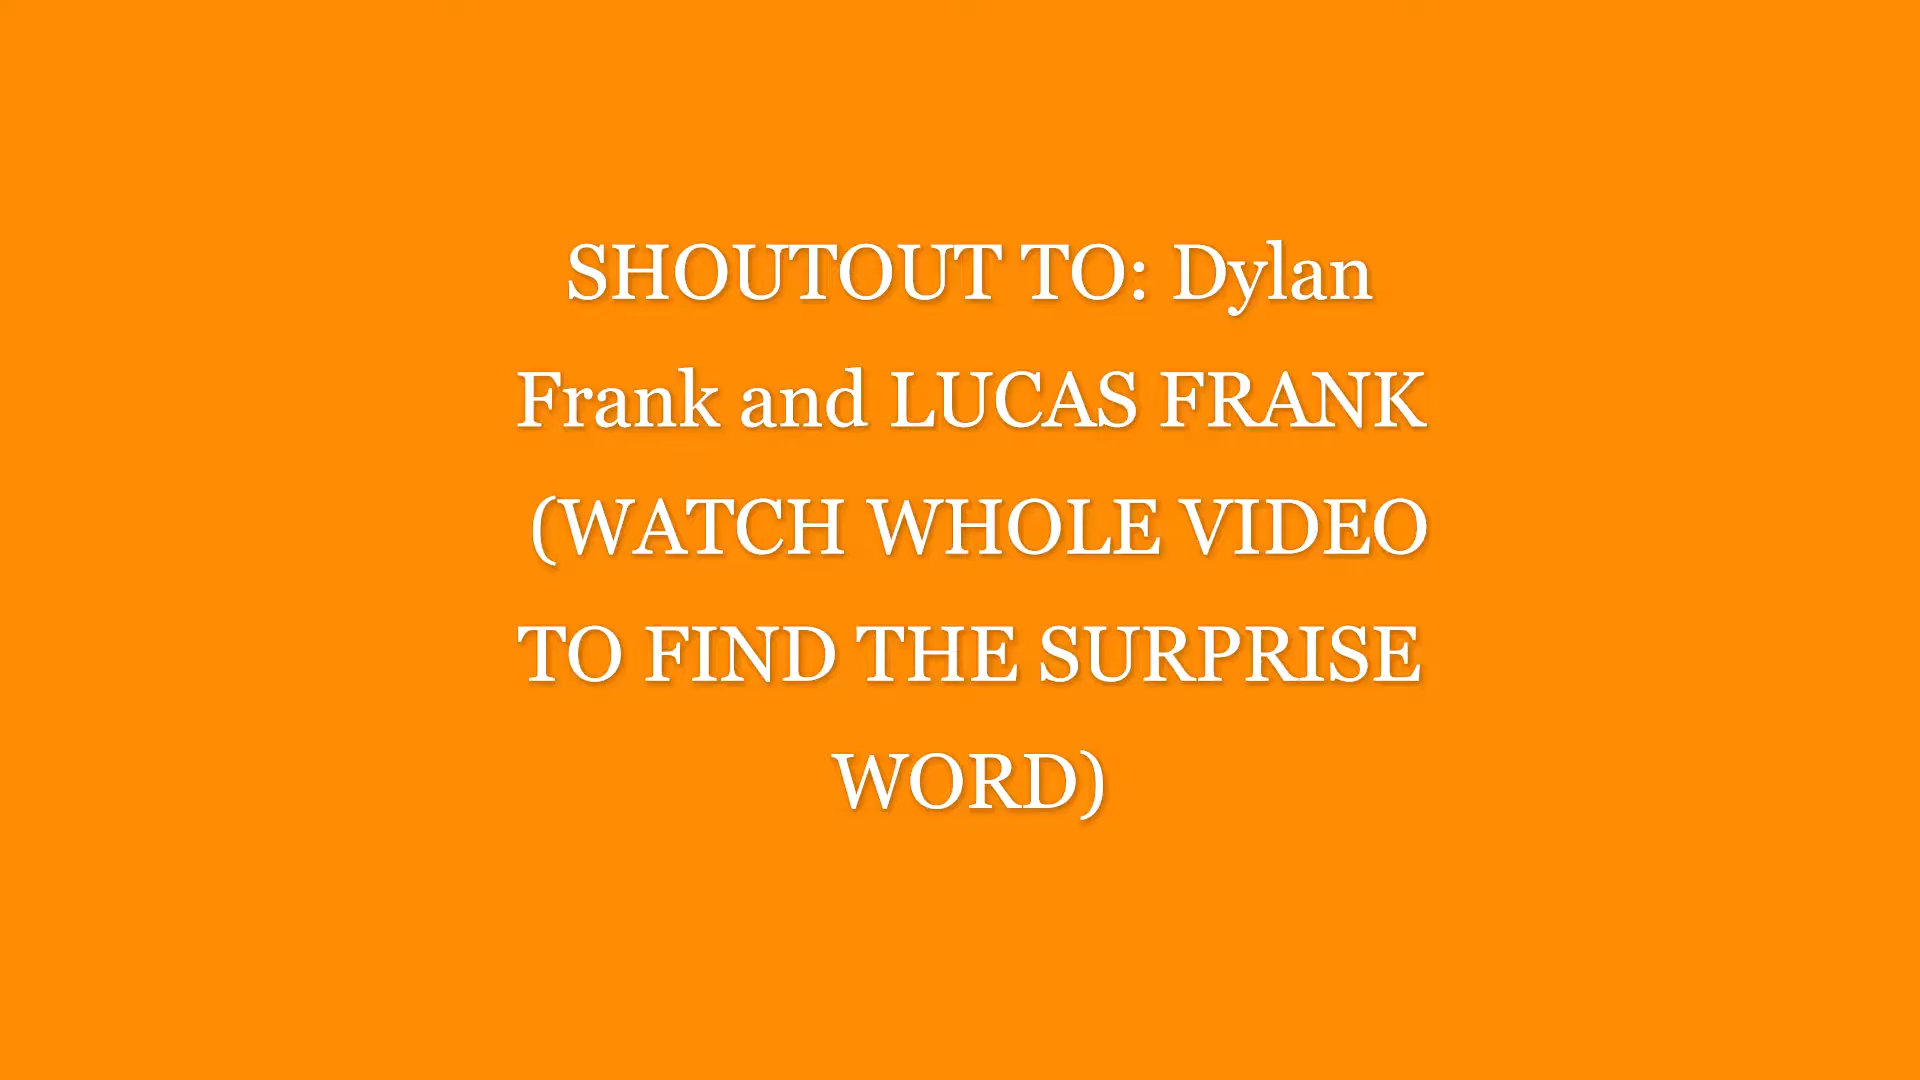 SHOUTOUT TO: Dylan
Frank and LUCAS FRANK
(WATCH WHOLE VIDEO
TO FIND THE SURPRISE
WORD)